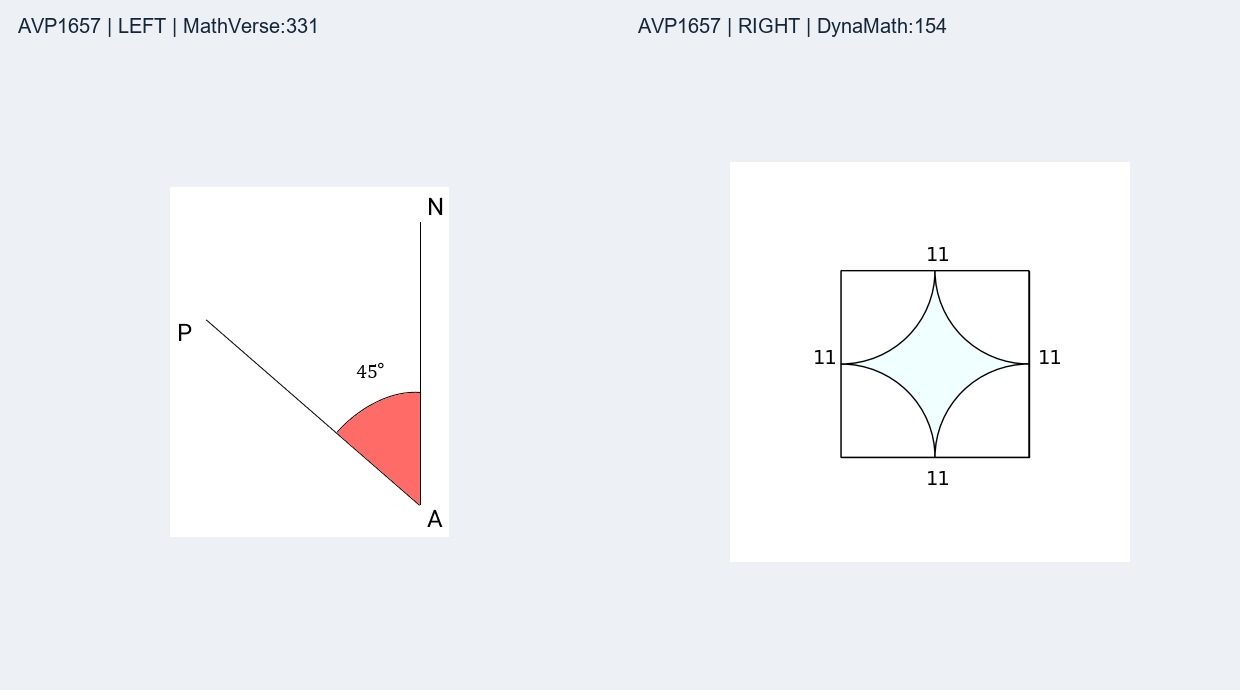 AVP1657 | LEFT | MathVerse:331
AVP1657 | RIGHT | DynaMath:154
N
P
45°
A
11
11
11
11